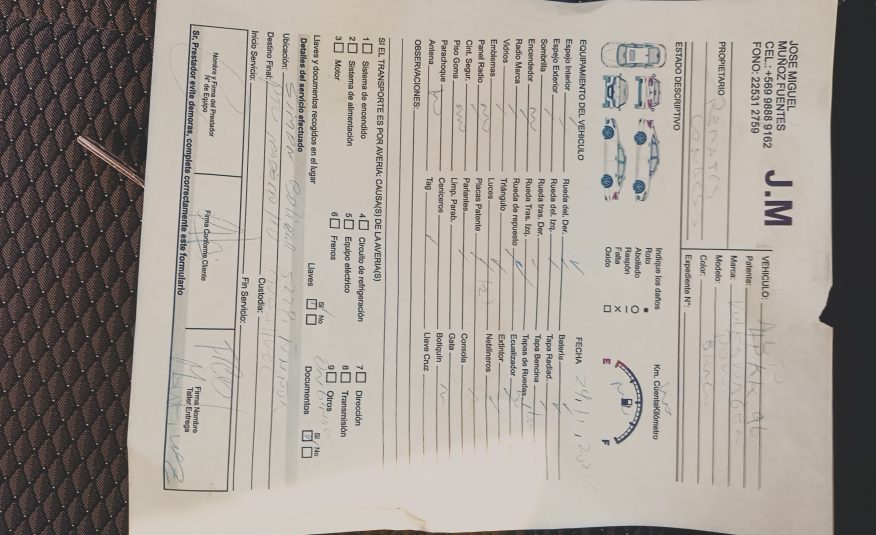 JOSE MIGUEL
MUÑOZ FUENTES
CEL.: +569 9888 9162
FONO: 22531 2759
J.M
PROPIETARIO
VEHICULO:
Patente:
Marca:
Modelo:
Color:
Expediente N°:
ESTADO DESCRIPTIVO
Indique los daños
Roto ●
Abollado O
Raspón –
Falta X
Oxido □
Km. CuentaKilómetro
E F
EQUIPAMIENTO DEL VEHICULO
FECHA
Espejo Interior
Espejo Exterior
Sombrilla
Encendedor
Radio Marca
Vidrios
Emblemas
Panel Radio
Cint. Segur.
Piso Goma
Parachoque
Antena
Rueda del. Der.
Rueda del. Izq.
Rueda tras. Der.
Rueda Tras. Izq.
Rueda de repuesto
Triángulo
Luces
Placas Patente
Parlantes
Limp. Parab.
Ceniceros
Tag
Batería
Tapa Radiad.
Tapa Bencina
Tapas de Ruedas
Ecualizador
Extintor
Neblineros
Consola
Gata
Botiquín
Llave Cruz
OBSERVACIONES:
SI EL TRANSPORTE ES POR AVERIA: CAUSA(S) DE LA AVERIA(S)
1 □ Sistema de encendido
2 □ Sistema de alimentación
3 □ Motor
4 □ Circuito de refrigeración
5 □ Equipo eléctrico
6 □ Frenos
7 □ Dirección
8 □ Transmisión
9 □ Otros
Llaves y documentos recogidos en el lugar
Llaves Si No
Documentos Si No
Detalles del servicio efectuado
Ubicación: SIMON BOLIVAR
Destino Final:
Custodia:
Inicio Servicio:
Fin Servicio:
Nombre y Firma del Prestador
N° de Equipo
Firma Conforme Cliente
Firma Nombre
Taller Entrega
Sr. Prestador evite demoras, complete correctamente este formulario